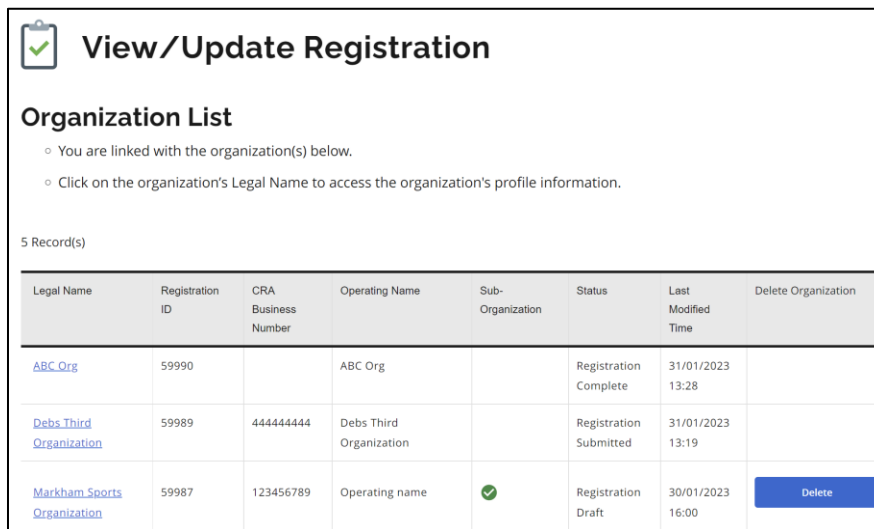 View/Update Registration
Organization List
You are linked with the organization(s) below.
Click on the organization’s Legal Name to access the organization's profile information.
5 Record(s)
Legal Name Registration ID CRA Business Number Operating Name Sub-Organization Status Last Modified Time Delete Organization
ABC Org 59990 ABC Org Registration Complete 31/01/2023 13:28
Debs Third Organization 59989 444444444 Debs Third Organization Registration Submitted 31/01/2023 13:19
Markham Sports Organization 59987 123456789 Operating name Registration Draft 30/01/2023 16:00 Delete